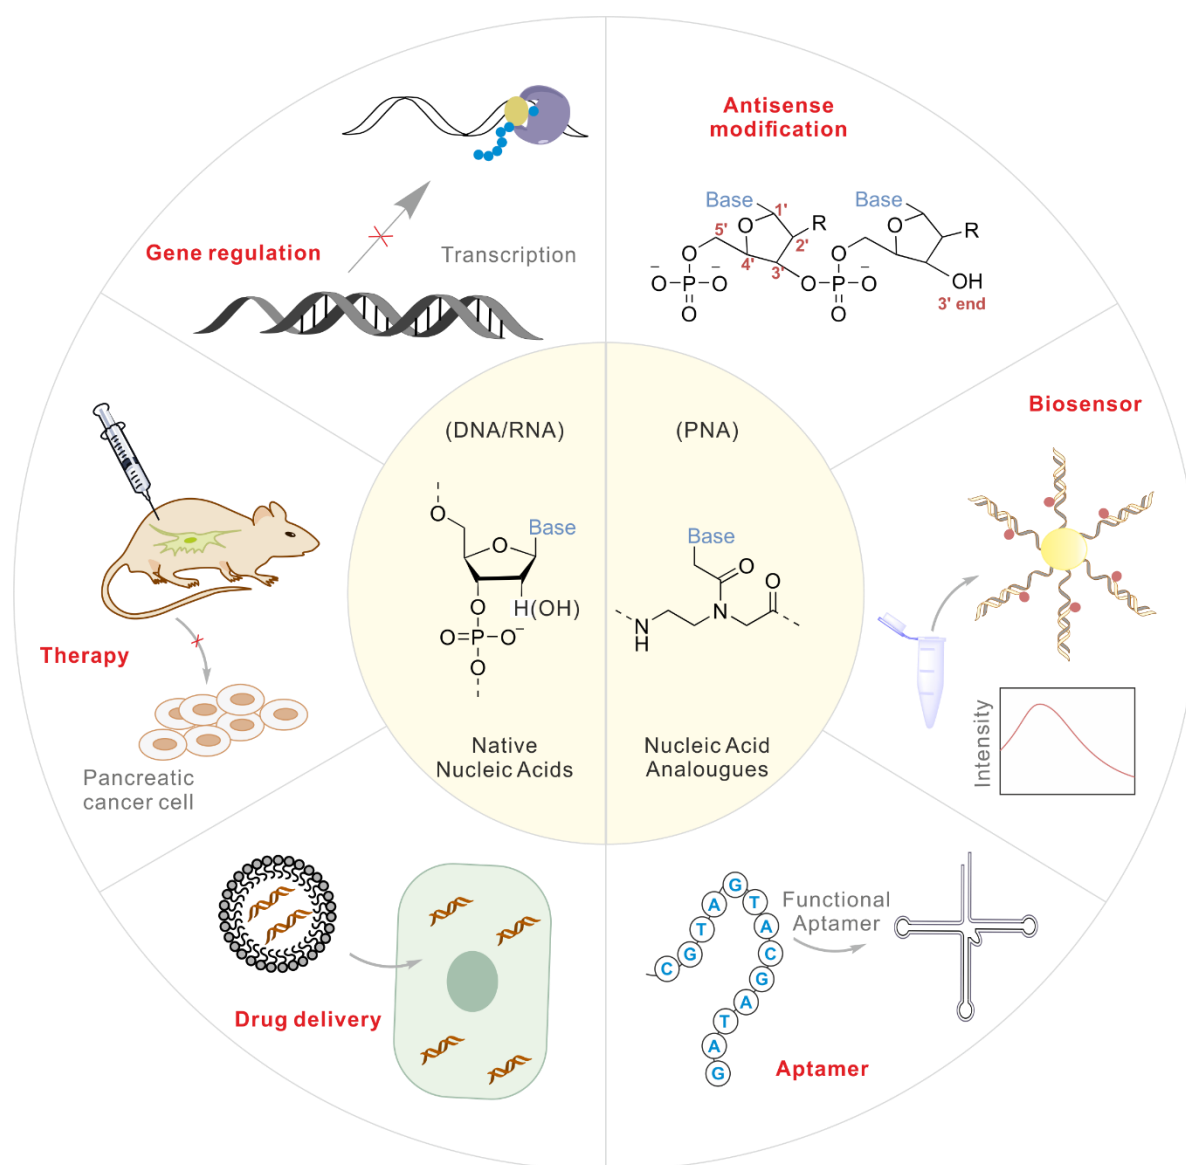 Antisense
modification
Base
1'
R
Base
5'
O
2'
O
R
O
4'
3'
O
− −
O P O
O P O
−
−
OH
O
O
3' end
Gene regulation
Transcription
Biosensor
(DNA/RNA)
(PNA)
O
Base
O
Base
O
O
O
H(OH)
N
N
H
O=P O−
O
Therapy
Pancreatic
cancer cell
Native
Nucleic Acids
Nucleic Acid
Analougues
Intensity
Drug delivery
Functional
Aptamer
C G T A G T A C G A T A G
Aptamer